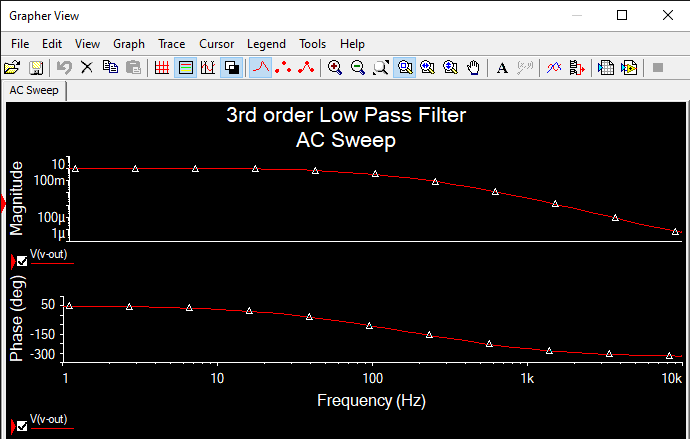 Grapher View
File Edit View Graph Trace Cursor Legend Tools Help
AC Sweep
3rd order Low Pass Filter
AC Sweep
Magnitude
10
100m
100µ
1µ
V(v-out)
Phase (deg)
50
-150
-300
1 10 100 1k 10k
Frequency (Hz)
V(v-out)